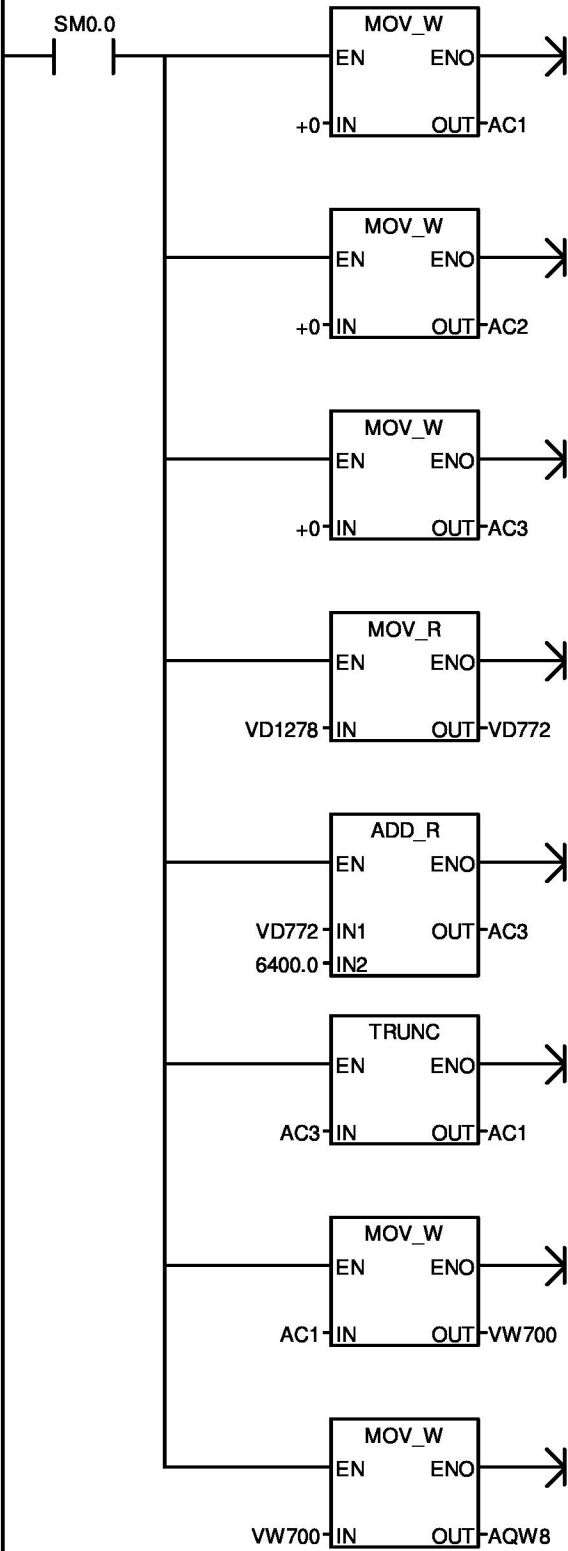 SM0.0
MOV_W
EN ENO
+0 IN OUT AC1
MOV_W
EN ENO
+0 IN OUT AC2
MOV_W
EN ENO
+0 IN OUT AC3
MOV_R
EN ENO
VD1278 IN OUT VD772
ADD_R
EN ENO
VD772 IN1 OUT AC3
6400.0 IN2
TRUNC
EN ENO
AC3 IN OUT AC1
MOV_W
EN ENO
AC1 IN OUT VW700
MOV_W
EN ENO
VW700 IN OUT AQW8